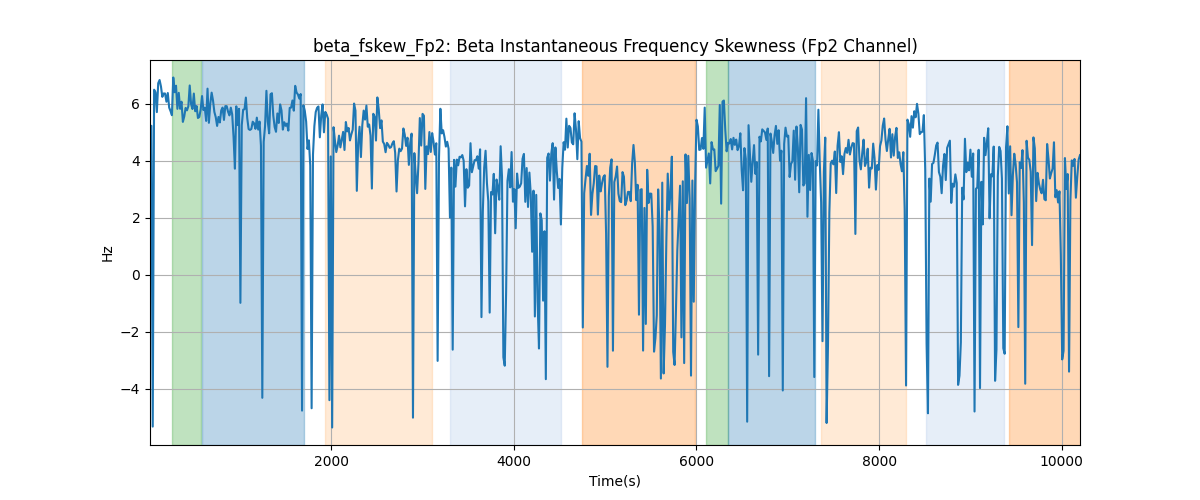 beta_fskew_Fp2: Beta Instantaneous Frequency Skewness (Fp2 Channel)
6
4
2
0
−2
−4
Hz
2000 4000 6000 8000 10000
Time(s)